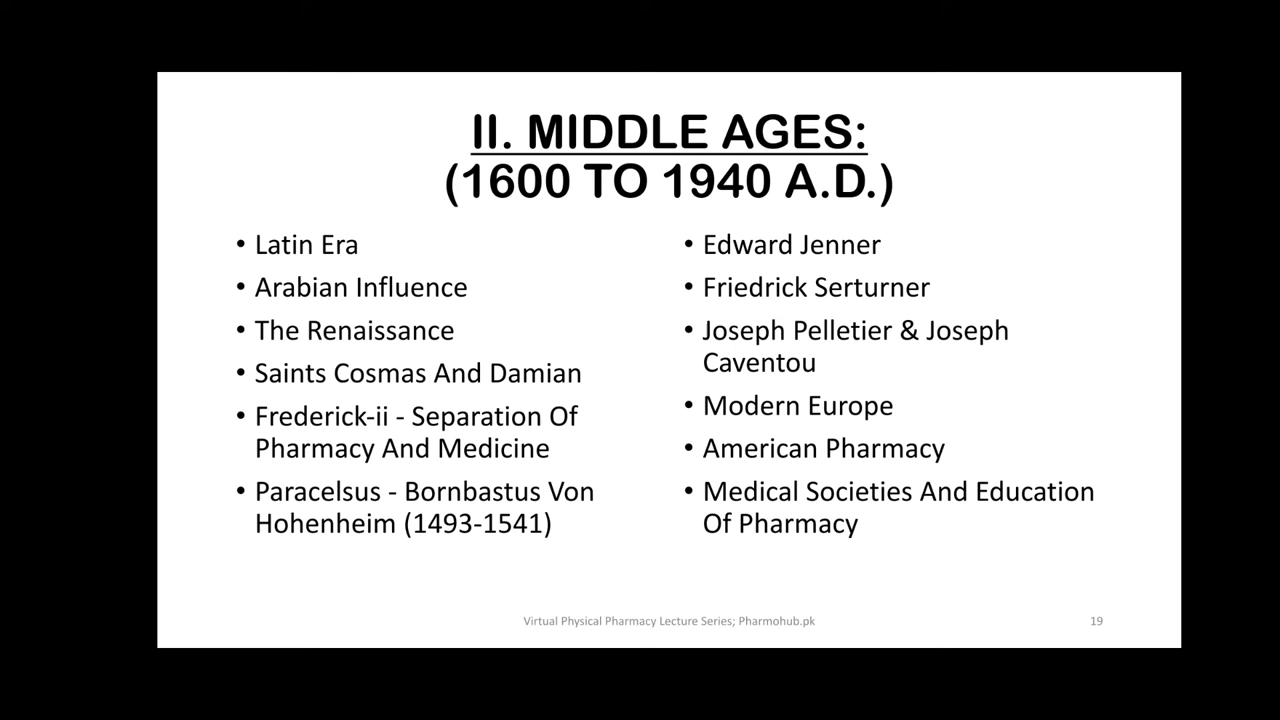 II. MIDDLE AGES:
(1600 TO 1940 A.D.)
• Latin Era
• Arabian Influence
• The Renaissance
• Saints Cosmas And Damian
• Frederick-ii - Separation Of
Pharmacy And Medicine
• Paracelsus - Bornbastus Von
Hohenheim (1493-1541)
• Edward Jenner
• Friedrick Serturner
• Joseph Pelletier & Joseph
Caventou
• Modern Europe
• American Pharmacy
• Medical Societies And Education
Of Pharmacy
Virtual Physical Pharmacy Lecture Series; Pharmohub.pk
19